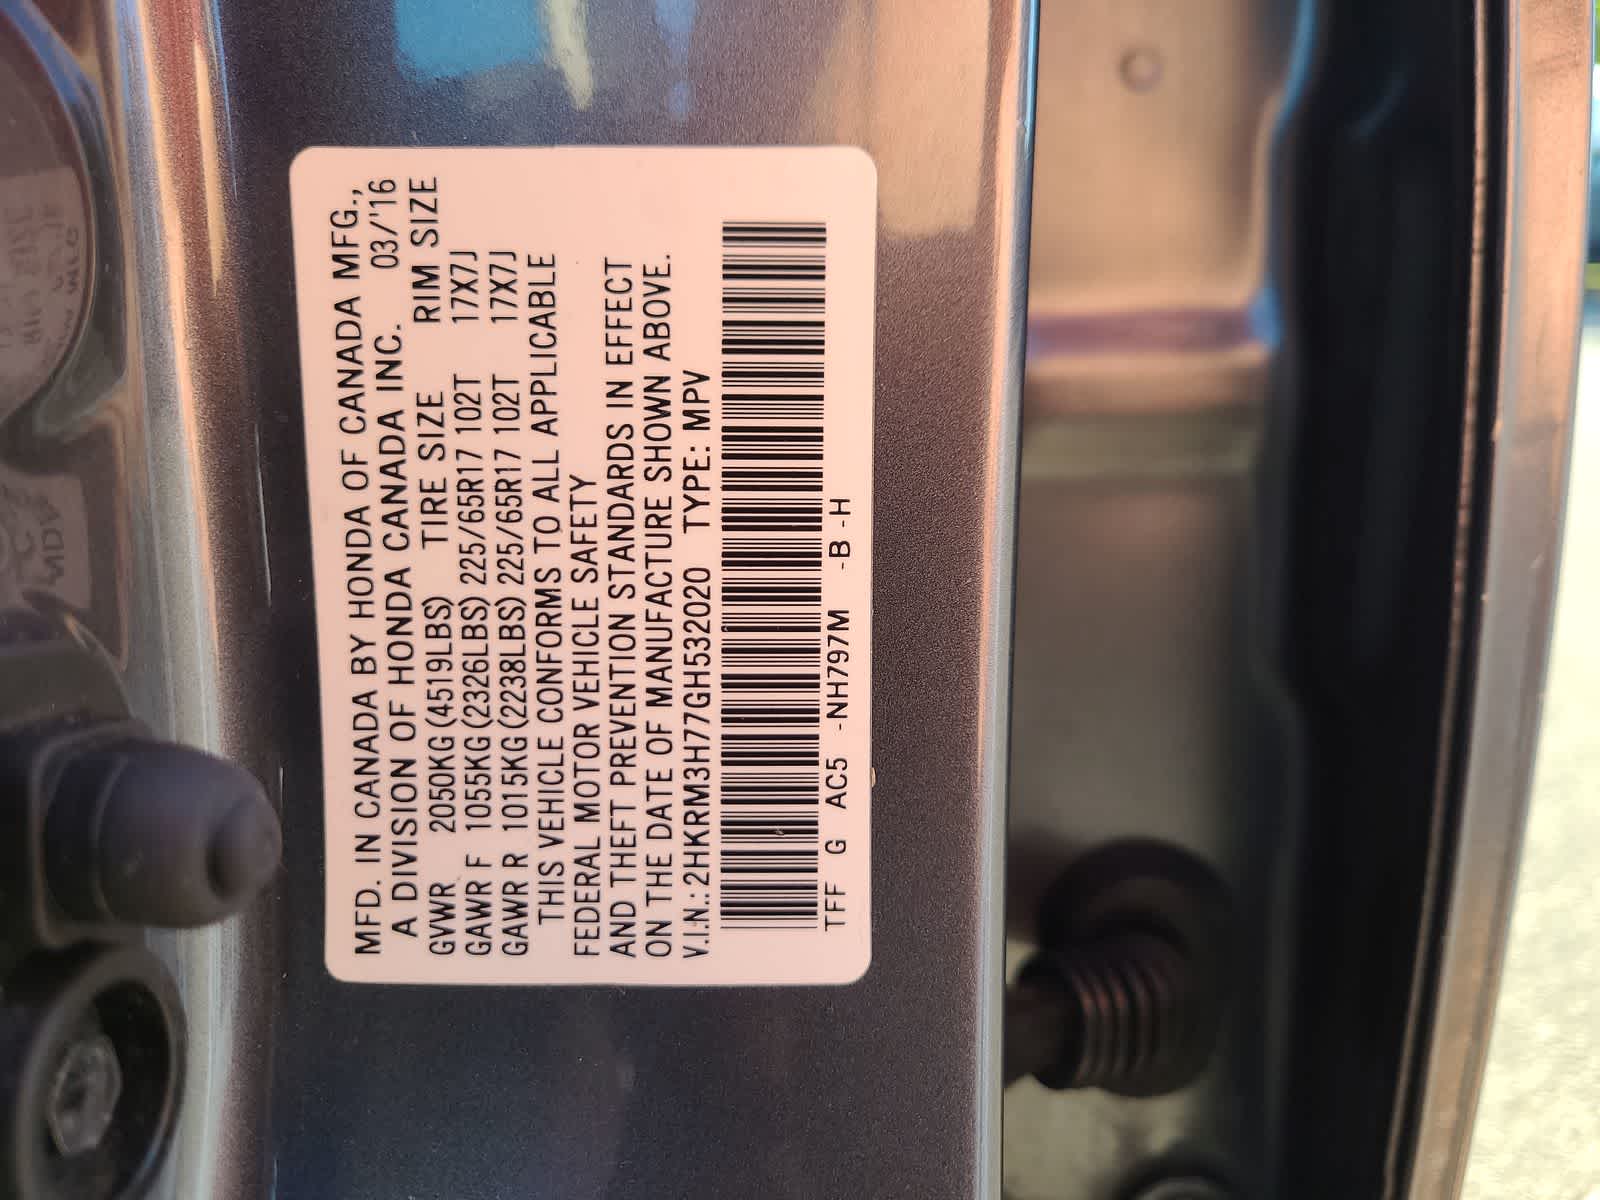 MFD. IN CANADA BY HONDA OF CANADA MFG.,
A DIVISION OF HONDA CANADA INC. 03/'16
GVWR 2050KG (4519LBS) TIRE SIZE RIM SIZE
GAWR F 1055KG (2326LBS) 225/65R17 102T 17X7J
GAWR R 1015KG (2238LBS) 225/65R17 102T 17X7J
THIS VEHICLE CONFORMS TO ALL APPLICABLE
FEDERAL MOTOR VEHICLE SAFETY
AND THEFT PREVENTION STANDARDS IN EFFECT
ON THE DATE OF MANUFACTURE SHOWN ABOVE.
V.I.N.: 2HKRM3H77GH532020 TYPE: MPV
TFF G AC5 -NH797M -B -H